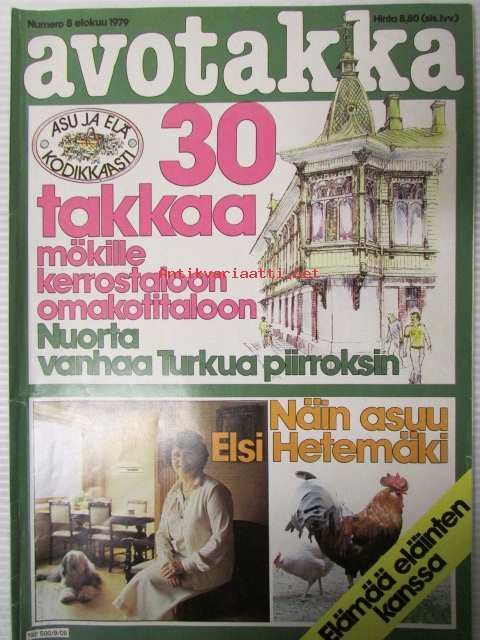 Numero 8 elokuu 1979
Hinta 8,80 (sis. lvv.)
avotakka
ASU JA ELÄ
KODIKKAASTI
30
takkaa
mökille
kerrostaloon
omakotitaloon
Antikvariaatti.net
Nuorta
vanhaa Turkua piirroksin
Näin asuu
Elsi Hetemäki
Elämää eläinten
kanssa